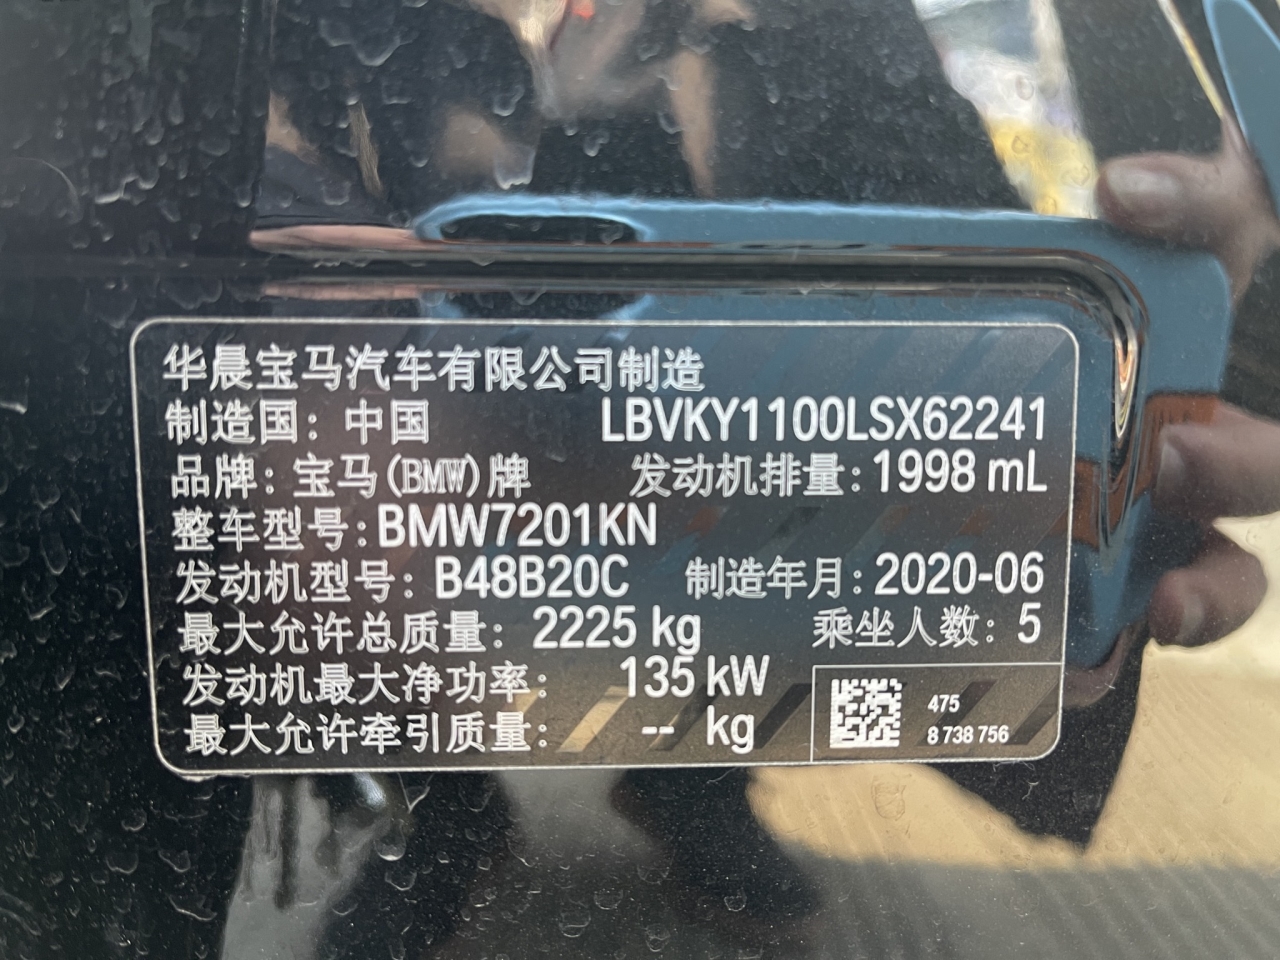 华晨宝马汽车有限公司制造
制造国：中国 LBVKY1100LSX62241
品牌：宝马(BMW)牌 发动机排量：1998 mL
整车型号：BMW7201KN
发动机型号：B48B20C 制造年月：2020-06
最大允许总质量：2225 kg 乘坐人数：5
发动机最大净功率： 135 kW
最大允许牵引质量： -- kg
475
8 738 756